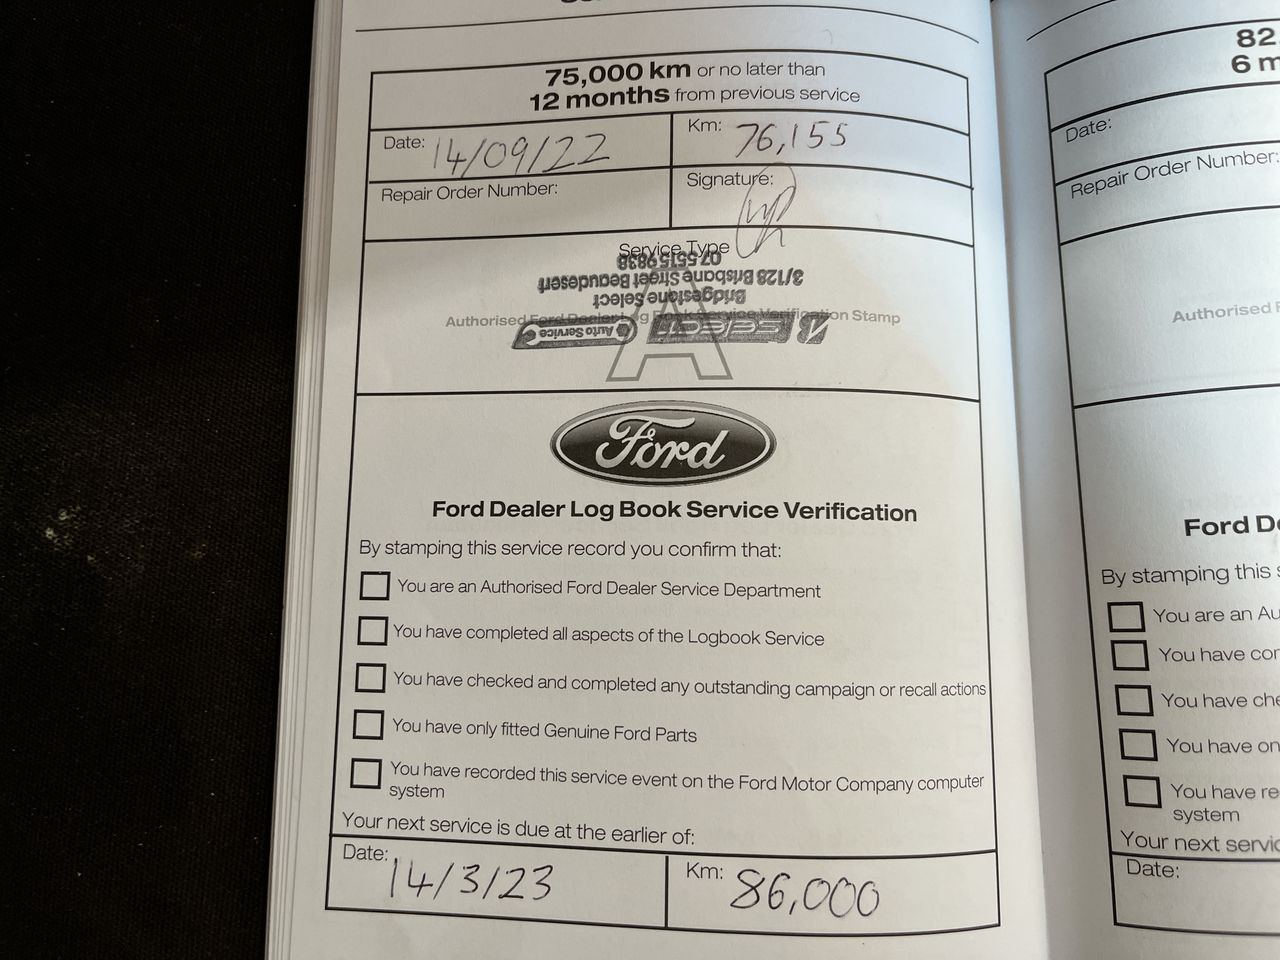 75,000 km or no later than
12 months from previous service
Date: 14/09/22
Km: 76,155
Repair Order Number:
Signature:
Service Type
07 5515 9838
3/128 Brisbane Street Beaudesert
Bridgestone Select
Authorised Ford Dealer Log Book Service Verification Stamp
SELECT Auto Service
A
Ford
Ford Dealer Log Book Service Verification
By stamping this service record you confirm that:
You are an Authorised Ford Dealer Service Department
You have completed all aspects of the Logbook Service
You have checked and completed any outstanding campaign or recall actions
You have only fitted Genuine Ford Parts
You have recorded this service event on the Ford Motor Company computer
system
Your next service is due at the earlier of:
Date: 14/3/23
Km: 86,000
82
6 m
Date:
Repair Order Number:
Authorised F
Ford De
By stamping this s
You are an Au
You have con
You have che
You have on
You have re
system
Your next servic
Date: